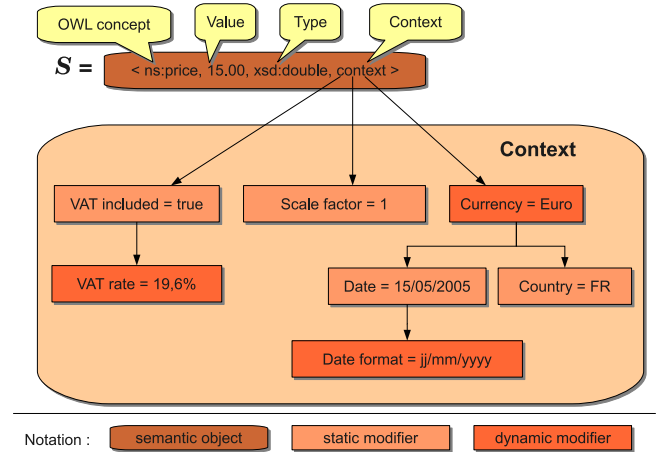 OWL concept
Value
Type
Context
S = < ns:price, 15.00, xsd:double, context >
Context
VAT included = true
Scale factor = 1
Currency = Euro
VAT rate = 19,6%
Date = 15/05/2005
Country = FR
Date format = jj/mm/yyyy
Notation :
semantic object
static modifier
dynamic modifier